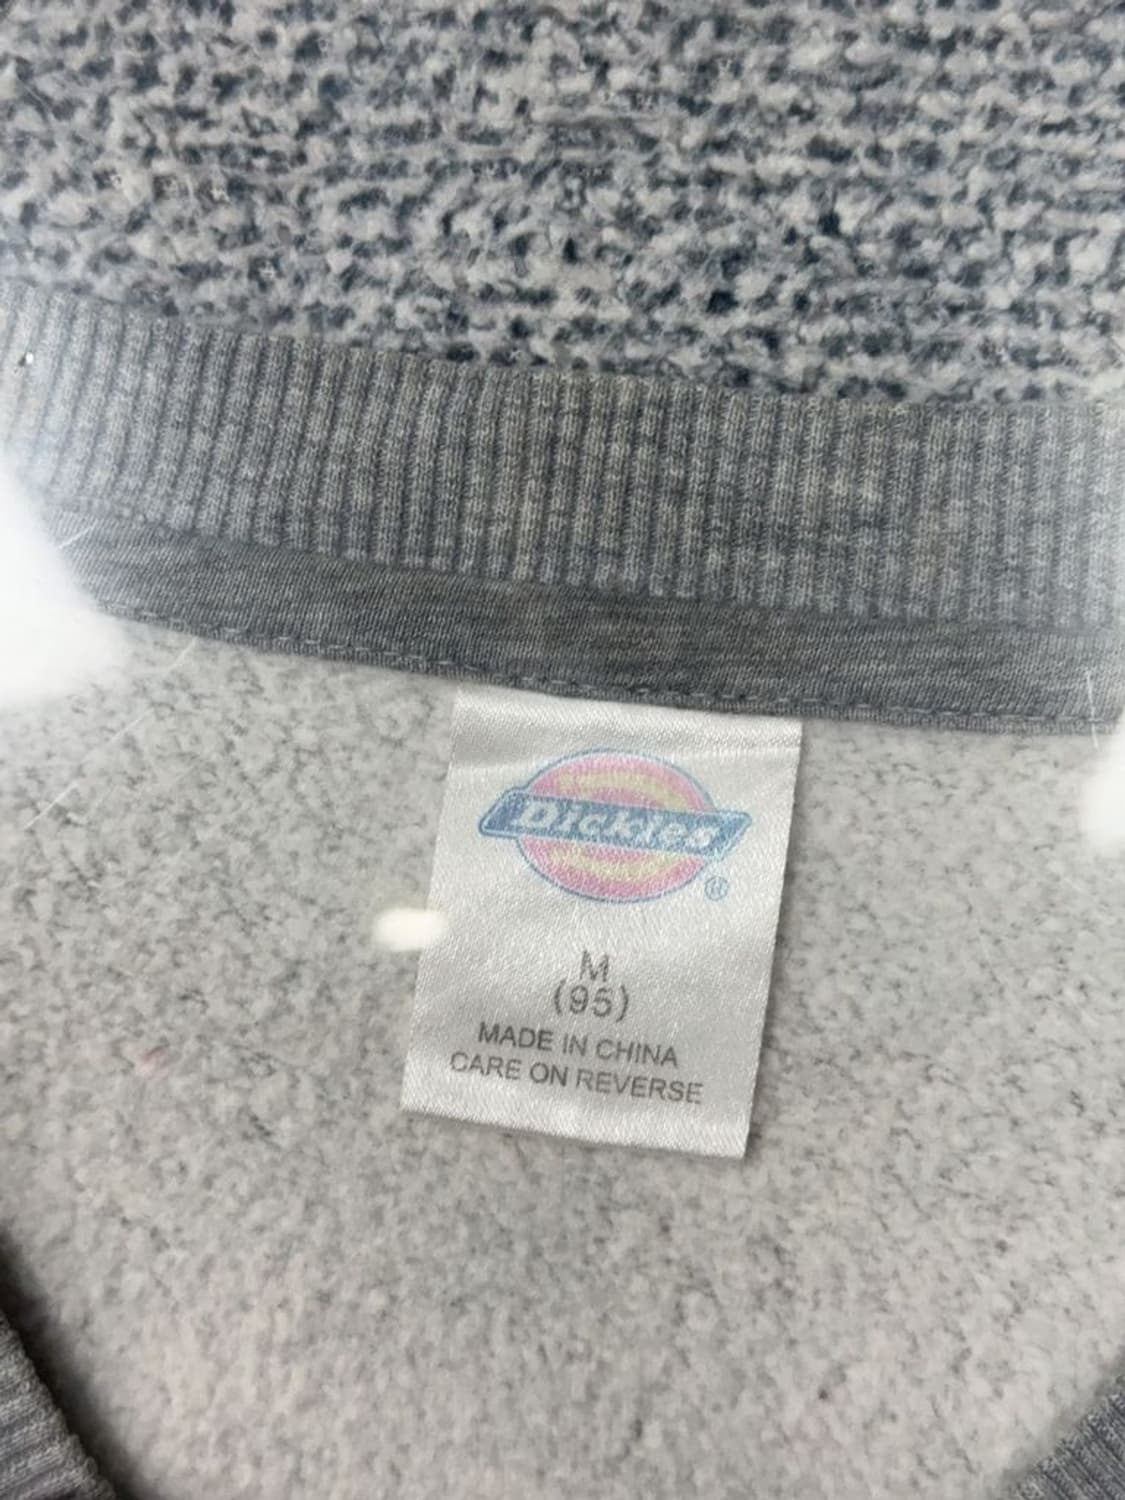 Dickies®
M
(95)
MADE IN CHINA
CARE ON REVERSE